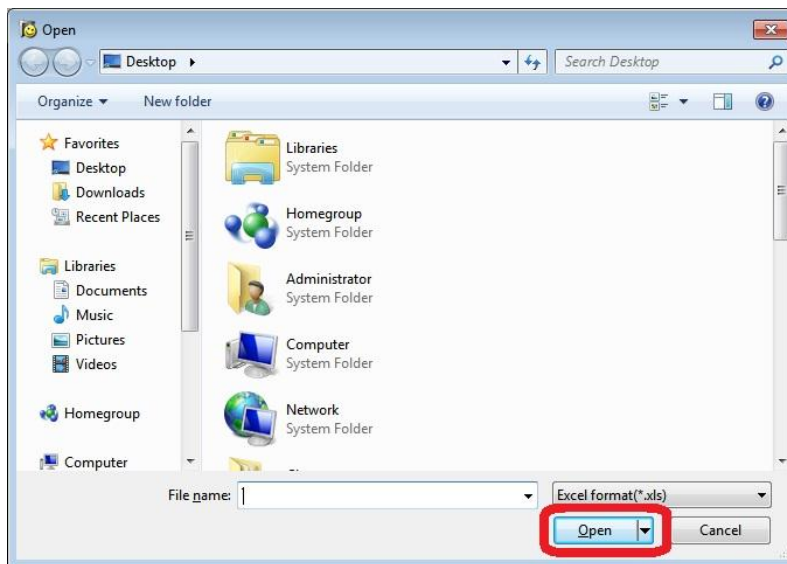 Open
Desktop
Search Desktop
Organize
New folder
Favorites
Desktop
Downloads
Recent Places
Libraries
Documents
Music
Pictures
Videos
Homegroup
Computer
Libraries
System Folder
Homegroup
System Folder
Administrator
System Folder
Computer
System Folder
Network
System Folder
File name:
Excel format(*.xls)
Open
Cancel